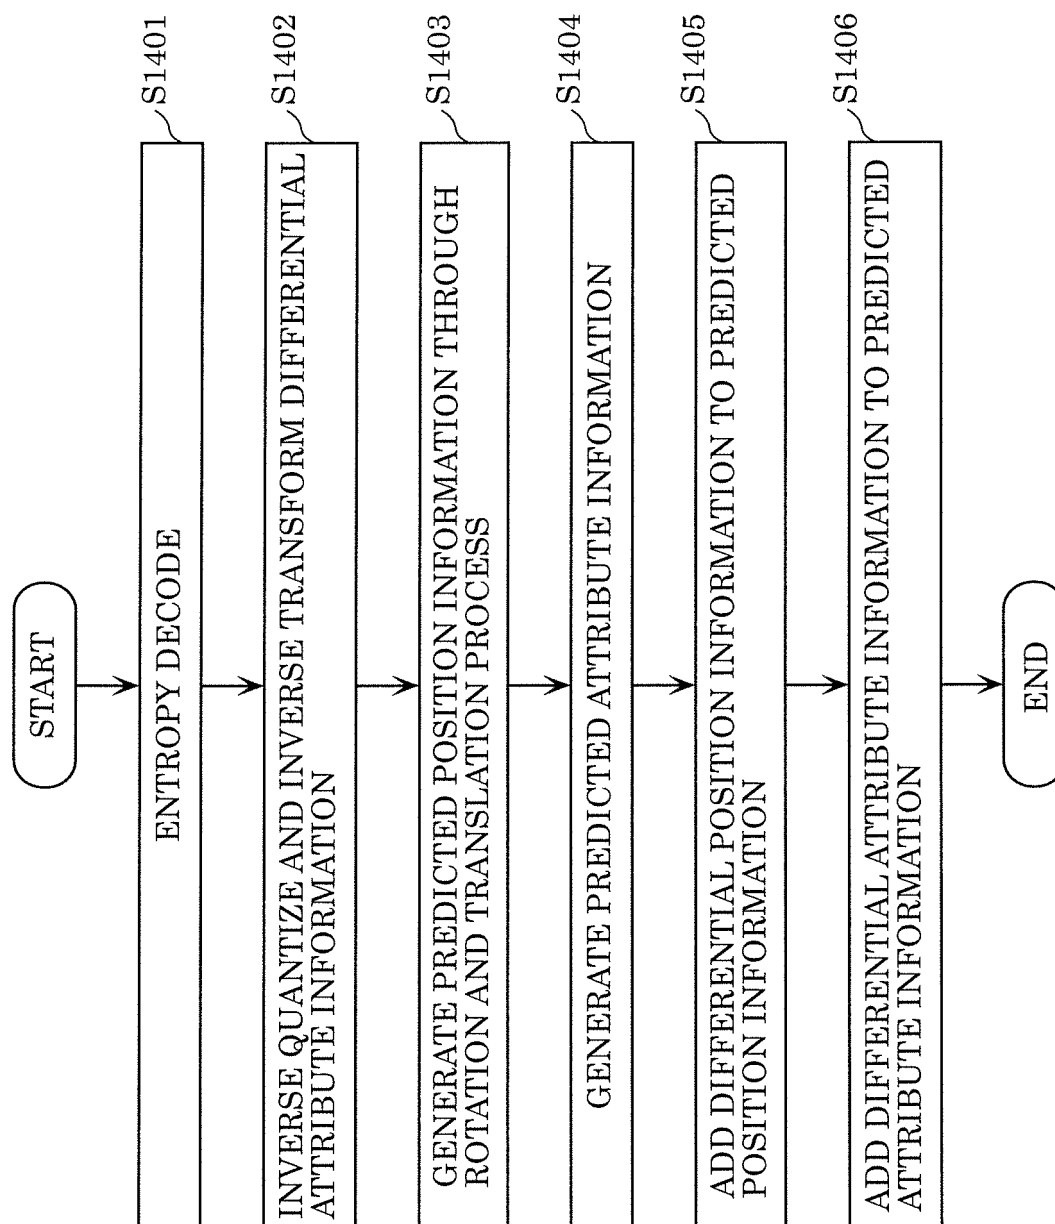 START
ENTROPY DECODE
S1401
INVERSE QUANTIZE AND INVERSE TRANSFORM DIFFERENTIAL
ATTRIBUTE INFORMATION
S1402
GENERATE PREDICTED POSITION INFORMATION THROUGH
ROTATION AND TRANSLATION PROCESS
S1403
GENERATE PREDICTED ATTRIBUTE INFORMATION
S1404
ADD DIFFERENTIAL POSITION INFORMATION TO PREDICTED
POSITION INFORMATION
S1405
ADD DIFFERENTIAL ATTRIBUTE INFORMATION TO PREDICTED
ATTRIBUTE INFORMATION
S1406
END